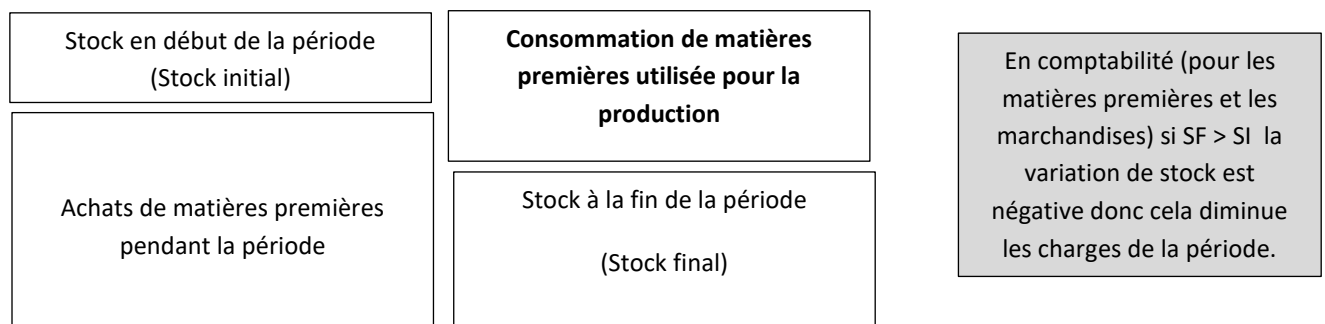 Stock en début de la période
(Stock initial)
Achats de matières premières
pendant la période
Consommation de matières
premières utilisée pour la
production
Stock à la fin de la période
(Stock final)
En comptabilité (pour les
matières premières et les
marchandises) si SF > SI la
variation de stock est
négative donc cela diminue
les charges de la période.